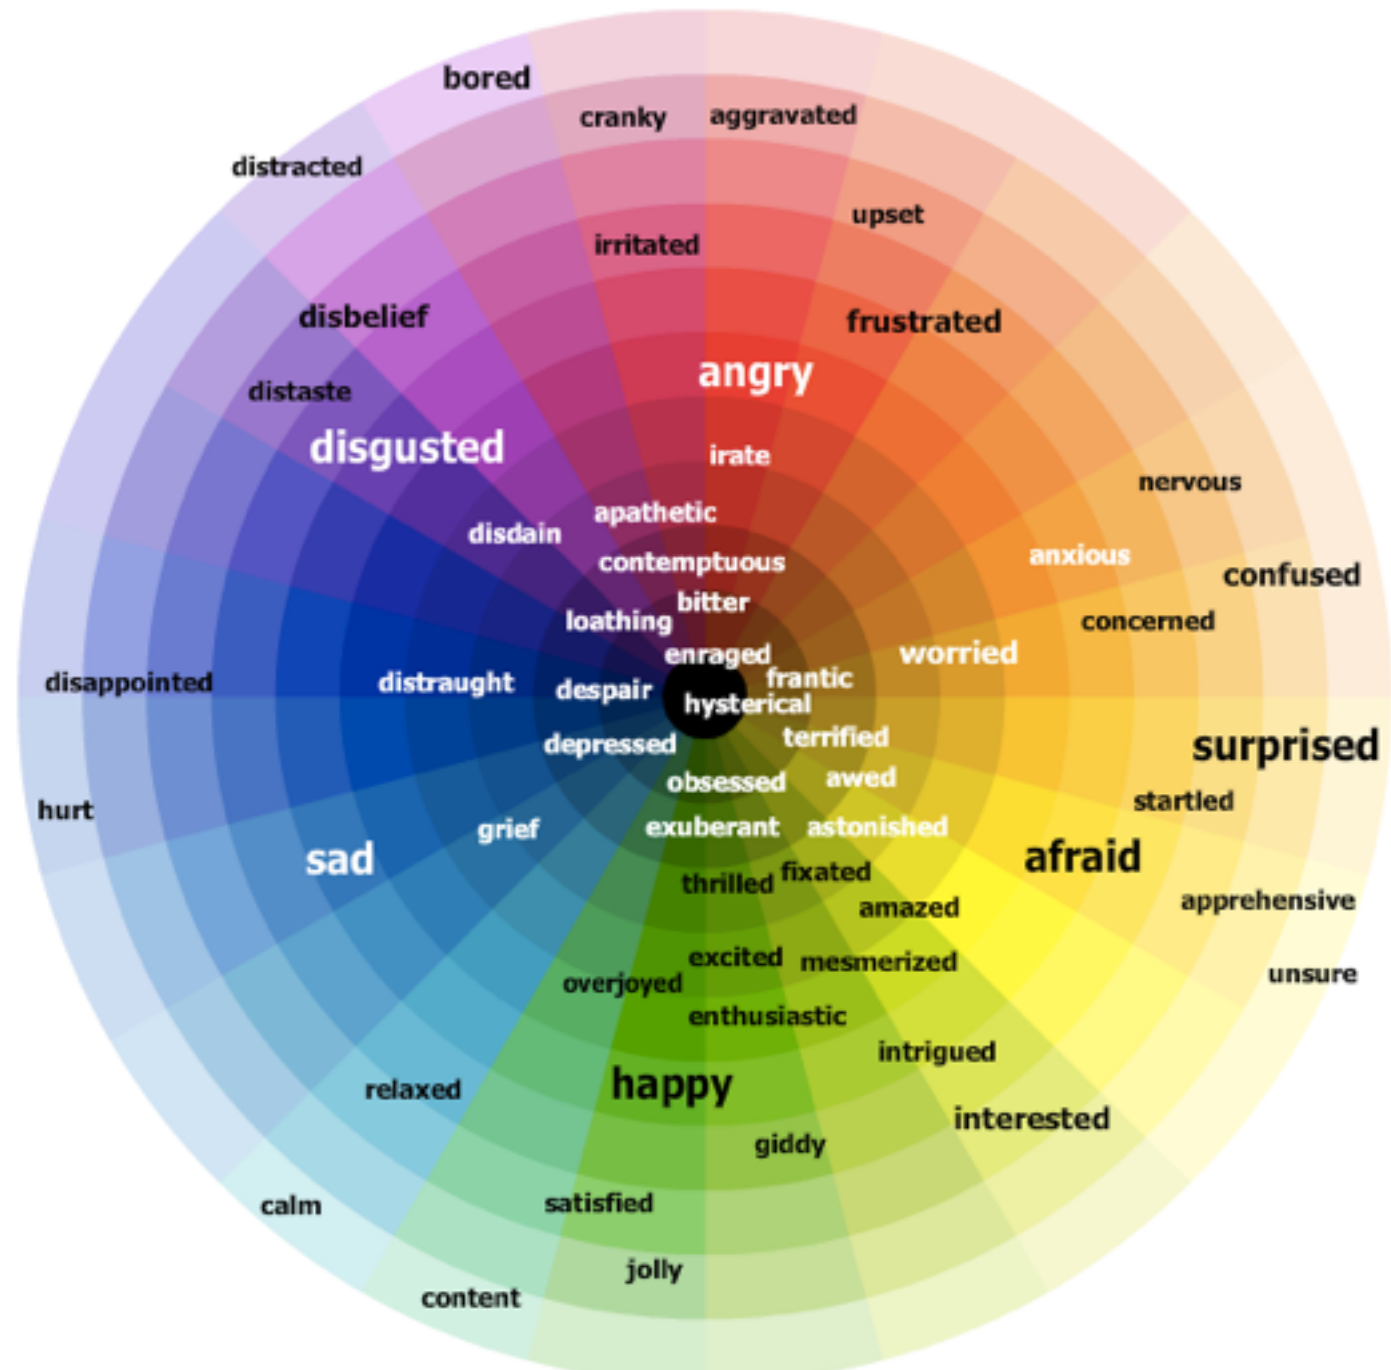 bored
cranky
aggravated
distracted
upset
irritated
disbelief
frustrated
angry
distaste
disgusted
irate
nervous
apathetic
disdain
anxious
contemptuous
confused
bitter
loathing
concerned
enraged
worried
frantic
disappointed
distraught
despair
hysterical
depressed
terrified
surprised
obsessed
awed
startled
hurt
grief
exuberant
astonished
sad
afraid
thrilled
fixated
apprehensive
amazed
excited
mesmerized
unsure
overjoyed
enthusiastic
intrigued
relaxed
happy
interested
giddy
calm
satisfied
jolly
content